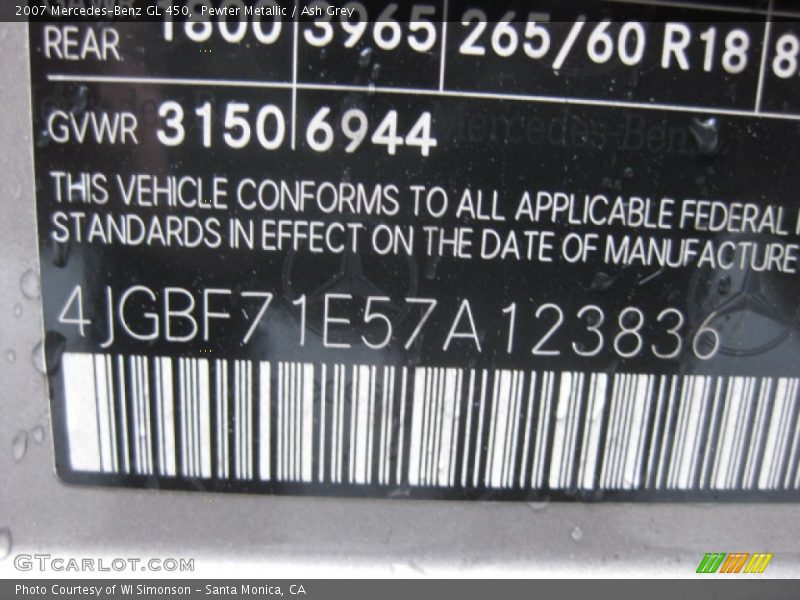 2007 Mercedes-Benz GL 450, Pewter Metallic / Ash Grey
REAR 1800 3965 265/60 R18 8
GVWR 3150 6944
THIS VEHICLE CONFORMS TO ALL APPLICABLE FEDERAL
STANDARDS IN EFFECT ON THE DATE OF MANUFACTURE
4JGBF71E57A123836
GTCARLOT.COM
Photo Courtesy of WI Simonson - Santa Monica, CA